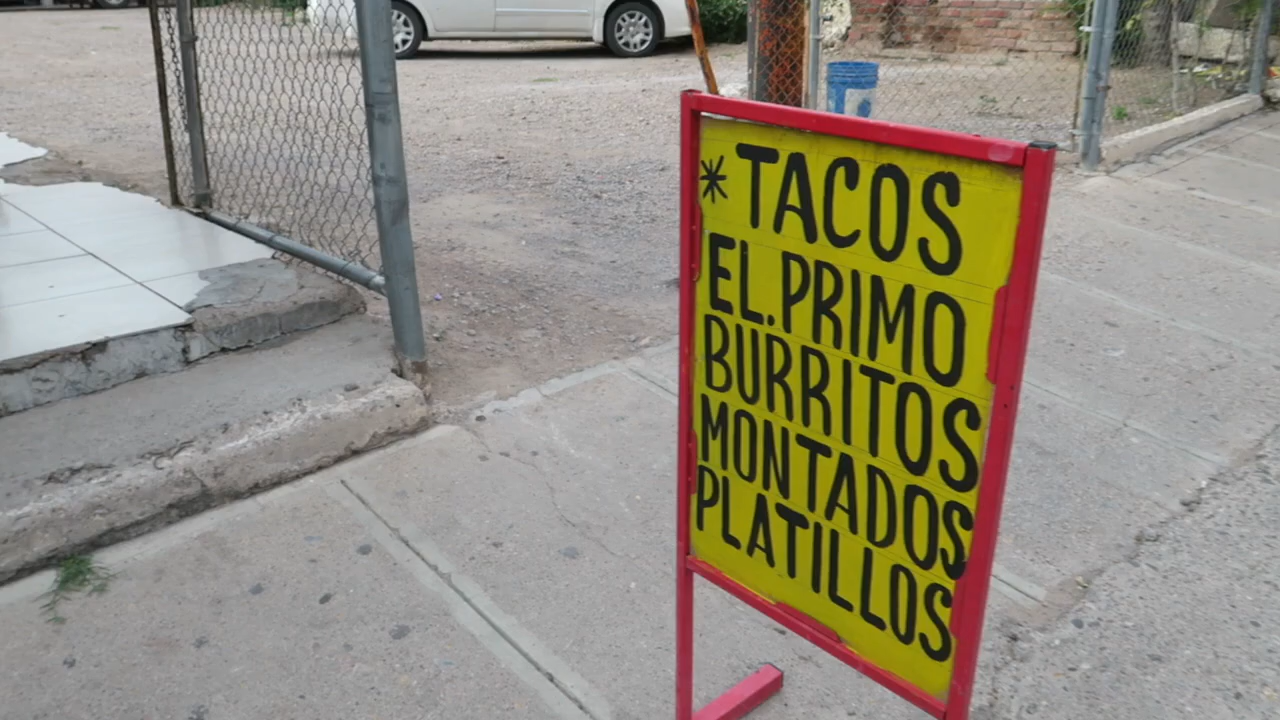 * TACOS
EL.PRIMO
BURRITOS
MONTADOS
PLATILLOS